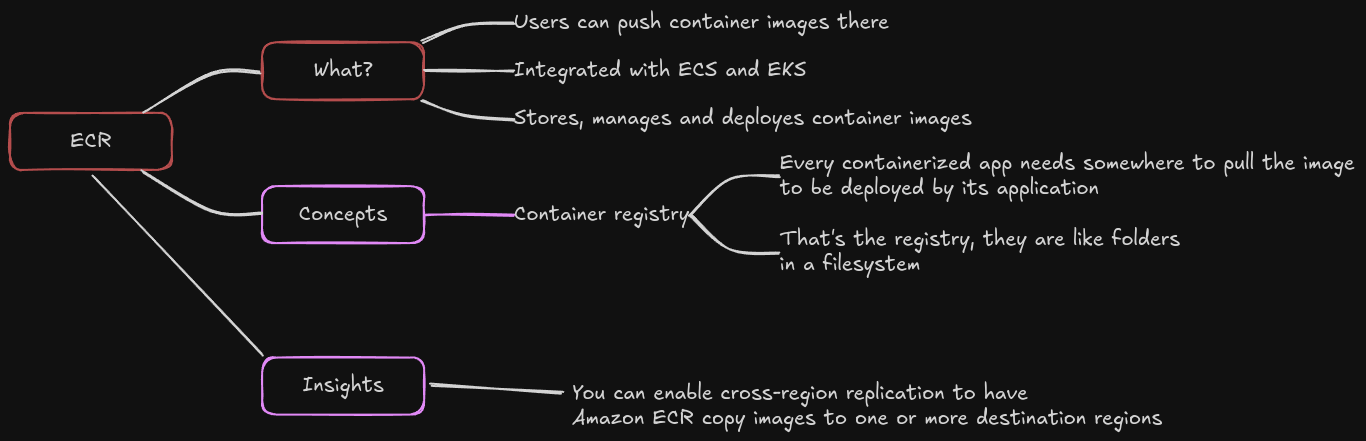 ECR
What?
Users can push container images there
Integrated with ECS and EKS
Stores, manages and deployes container images
Concepts
Container registry
Every containerized app needs somewhere to pull the image
to be deployed by its application
That's the registry, they are like folders
in a filesystem
Insights
You can enable cross-region replication to have
Amazon ECR copy images to one or more destination regions